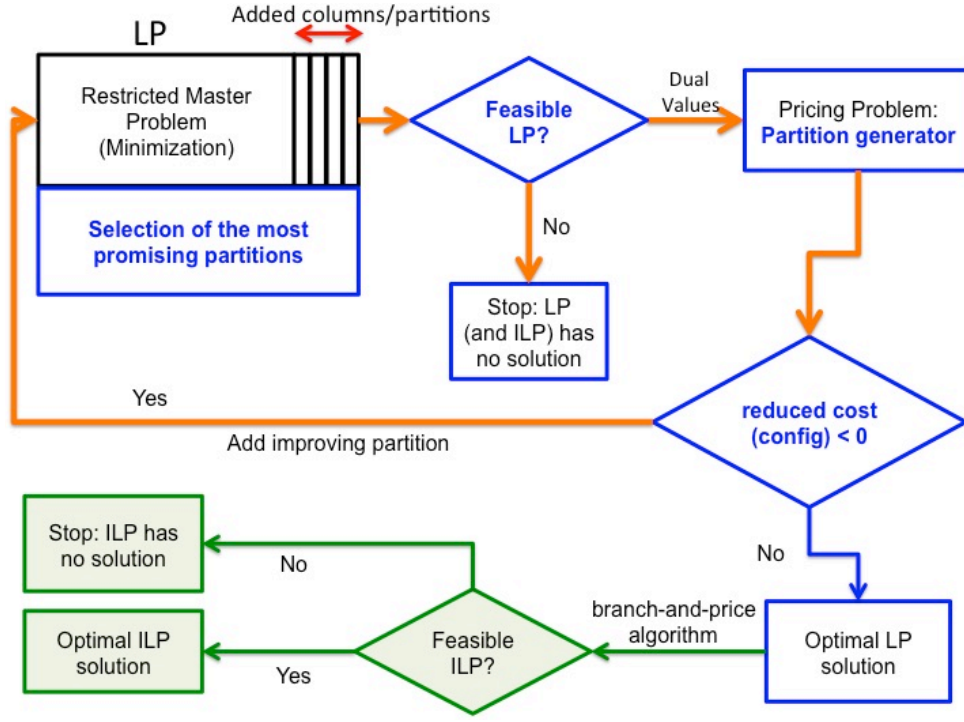 Added columns/partitions
LP
Restricted Master
Problem
(Minimization)
Selection of the most
promising partitions
Feasible
LP?
Dual
Values
Pricing Problem:
Partition generator
No
Stop: LP
(and ILP) has
no solution
Yes
Add improving partition
reduced cost
(config) < 0
No
Optimal LP
solution
branch-and-price
algorithm
Feasible
ILP?
No
Stop: ILP has
no solution
Yes
Optimal ILP
solution